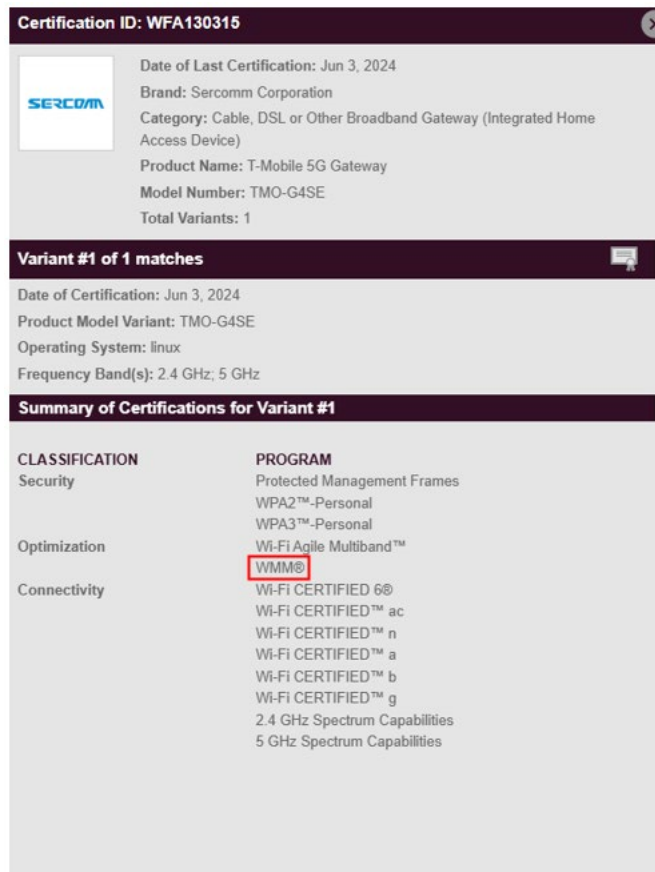 Certification ID: WFA130315
SERCOMM
Date of Last Certification: Jun 3, 2024
Brand: Sercomm Corporation
Category: Cable, DSL or Other Broadband Gateway (Integrated Home
Access Device)
Product Name: T-Mobile 5G Gateway
Model Number: TMO-G4SE
Total Variants: 1
Variant #1 of 1 matches
Date of Certification: Jun 3, 2024
Product Model Variant: TMO-G4SE
Operating System: linux
Frequency Band(s): 2.4 GHz; 5 GHz
Summary of Certifications for Variant #1
CLASSIFICATION PROGRAM
Security Protected Management Frames
WPA2™-Personal
WPA3™-Personal
Optimization Wi-Fi Agile Multiband™
WMM®
Connectivity Wi-Fi CERTIFIED 6®
Wi-Fi CERTIFIED™ ac
Wi-Fi CERTIFIED™ n
Wi-Fi CERTIFIED™ a
Wi-Fi CERTIFIED™ b
Wi-Fi CERTIFIED™ g
2.4 GHz Spectrum Capabilities
5 GHz Spectrum Capabilities